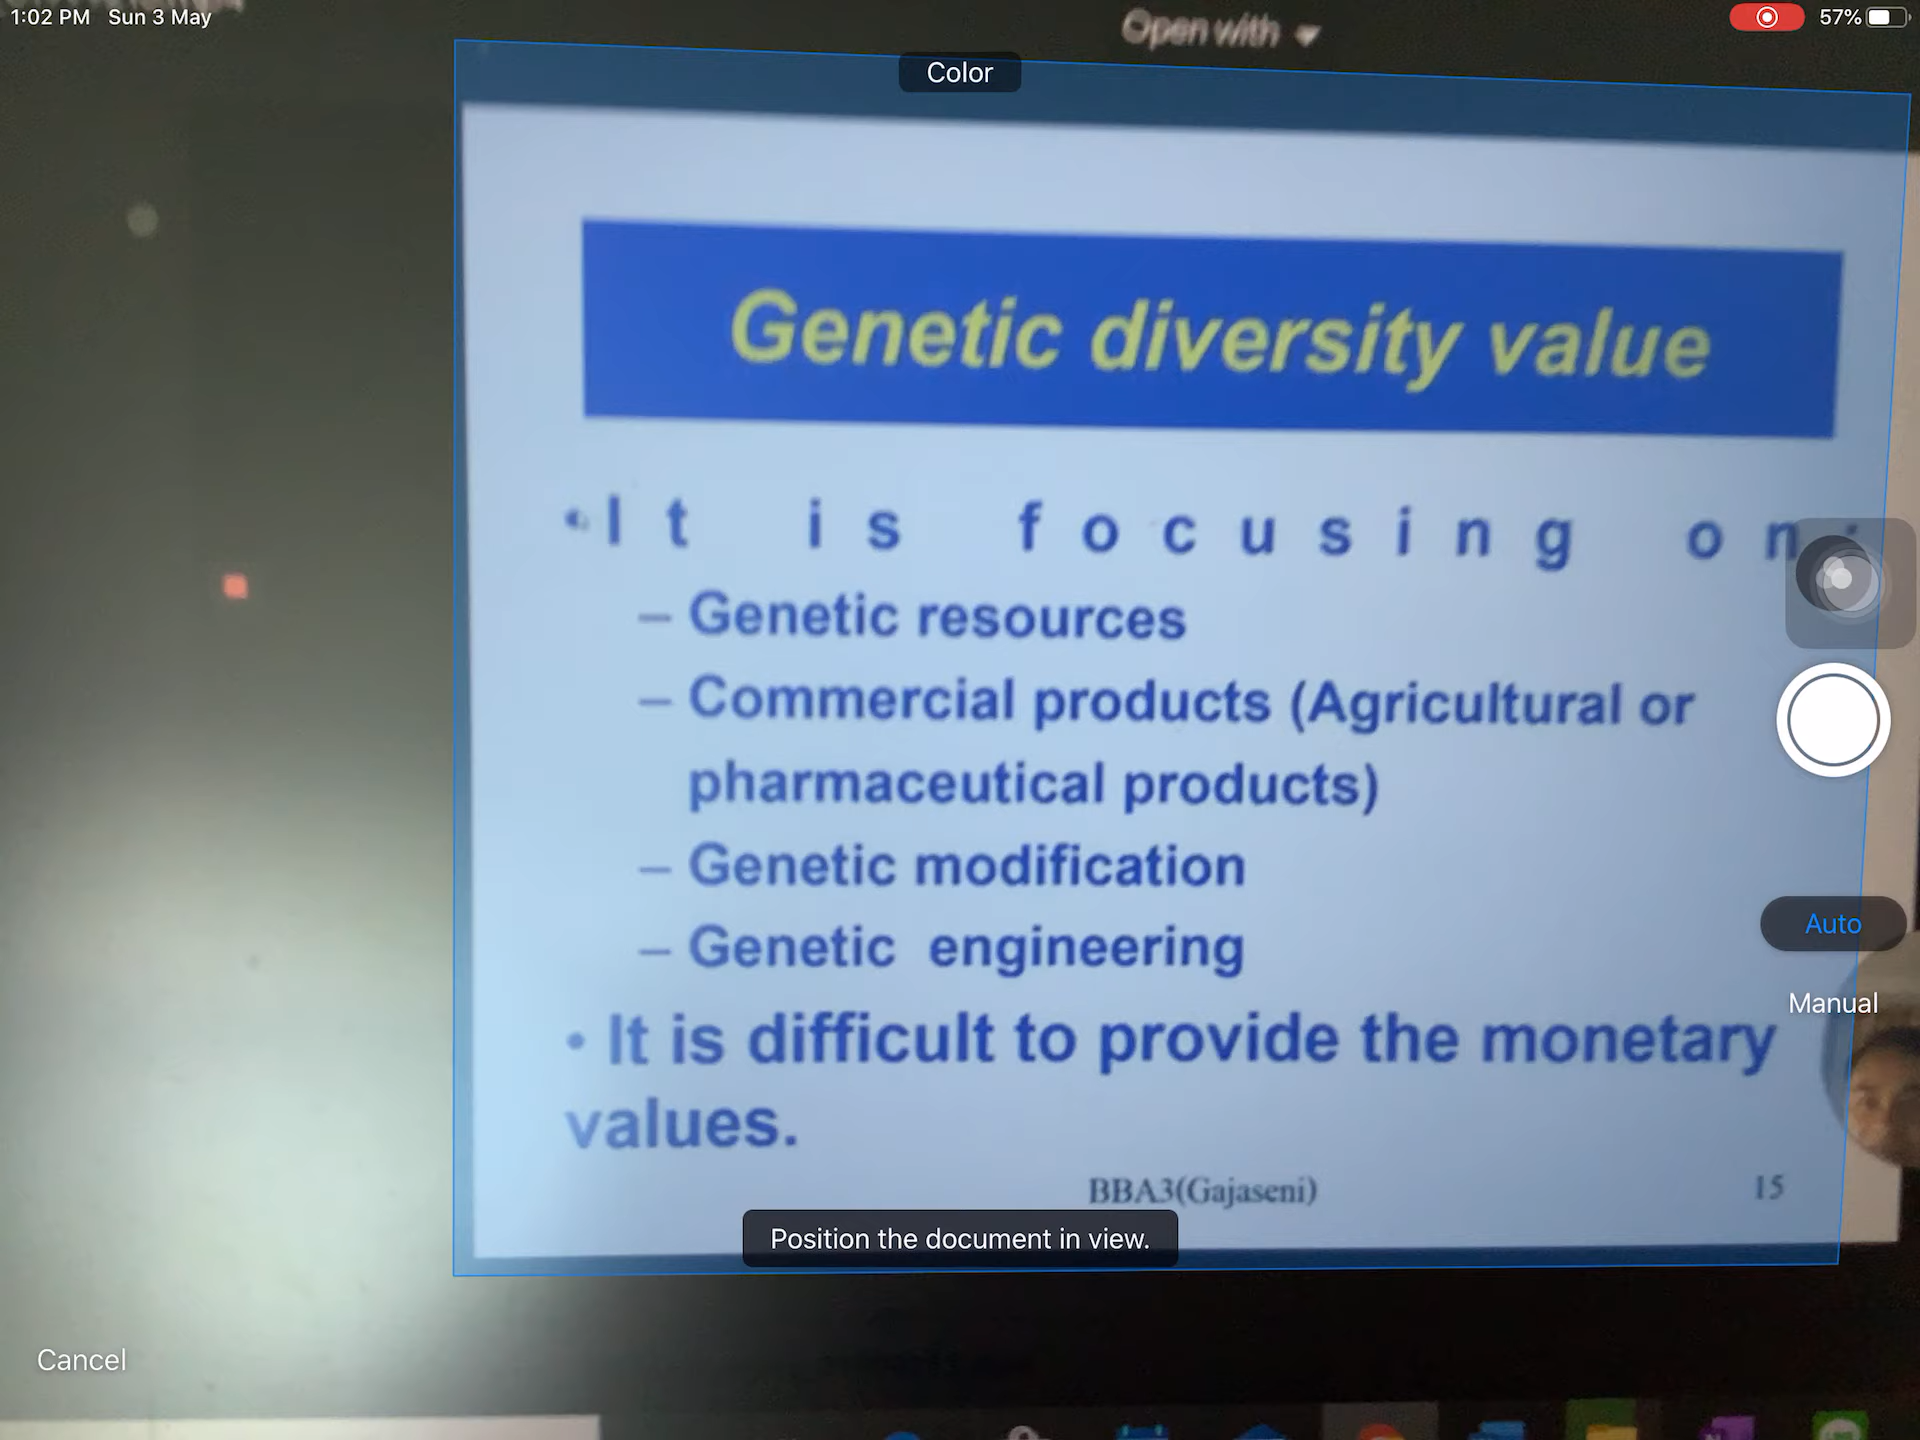 1:02 PM Sun 3 May
57%
Open with
Color
Genetic diversity value
•It is focusing on:
– Genetic resources
– Commercial products (Agricultural or
pharmaceutical products)
– Genetic modification
– Genetic engineering
• It is difficult to provide the monetary
values.
BBA3(Gajaseni)
15
Auto
Manual
Position the document in view.
Cancel